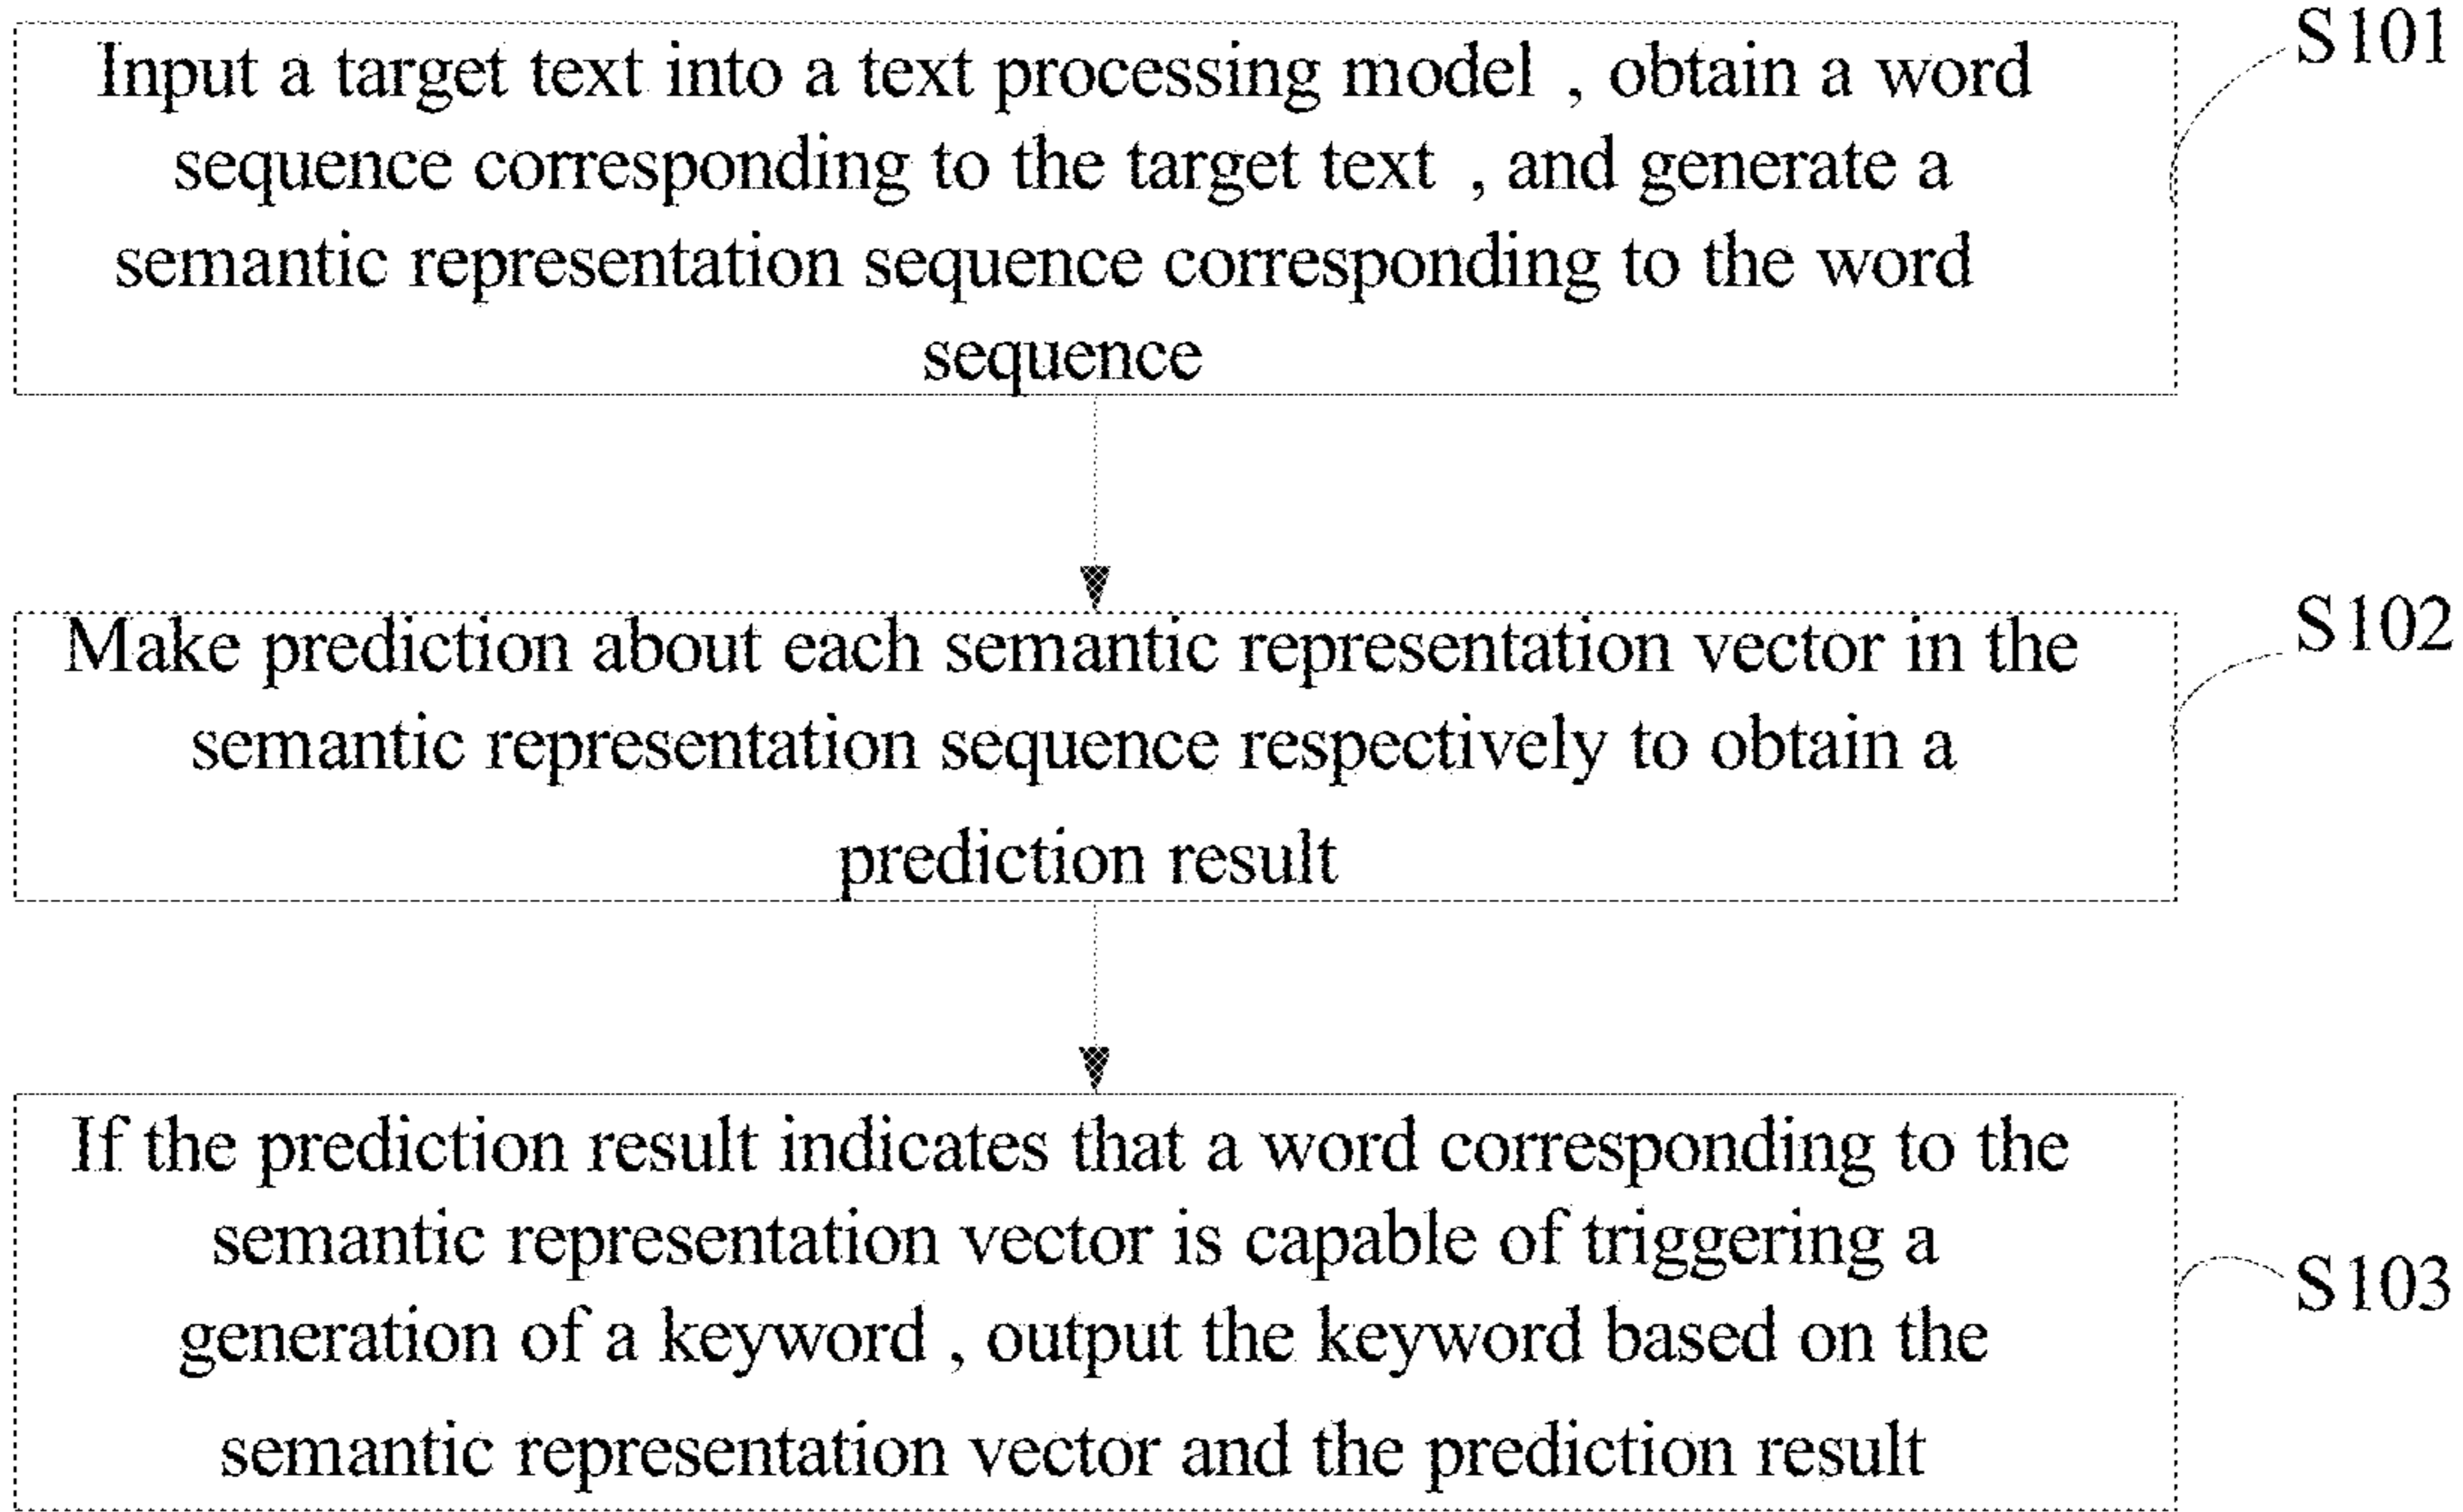 Input a target text into a text processing model , obtain a word
S101
sequence corresponding to the target text , and generate a
semantic representation sequence corresponding to the word
sequence
Make prediction about each semantic representation vector in the
S102
semantic representation sequence respectively to obtain a
prediction result
If the prediction result indicates that a word corresponding to the
semantic representation vector is capable of triggering a
S103
generation of a keyword , output the keyword based on the
semantic representation vector and the prediction result